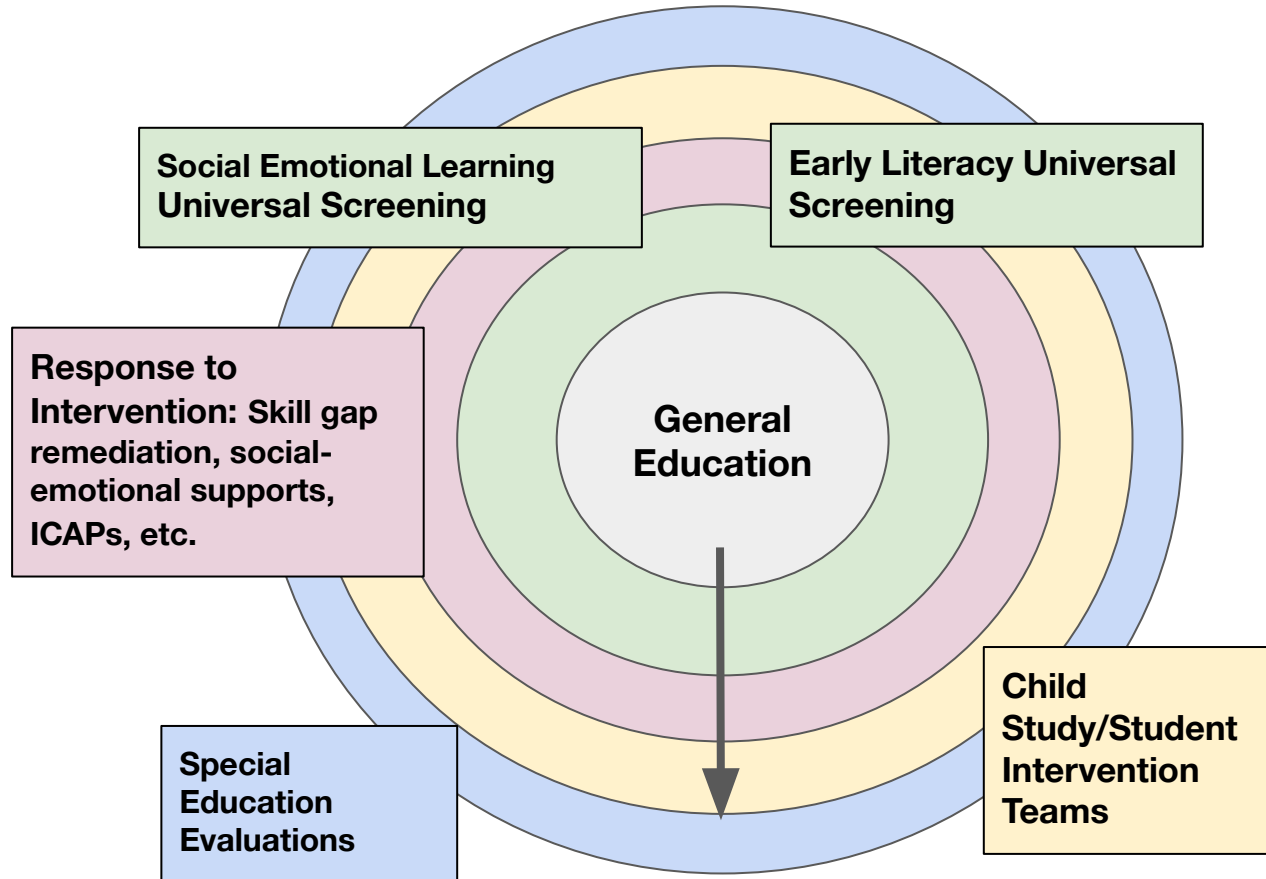 Social Emotional Learning
Universal Screening
Early Literacy Universal
Screening
Response to
Intervention: Skill gap
remediation, social-
emotional supports,
ICAPs, etc.
General
Education
Child
Study/Student
Intervention
Teams
Special
Education
Evaluations